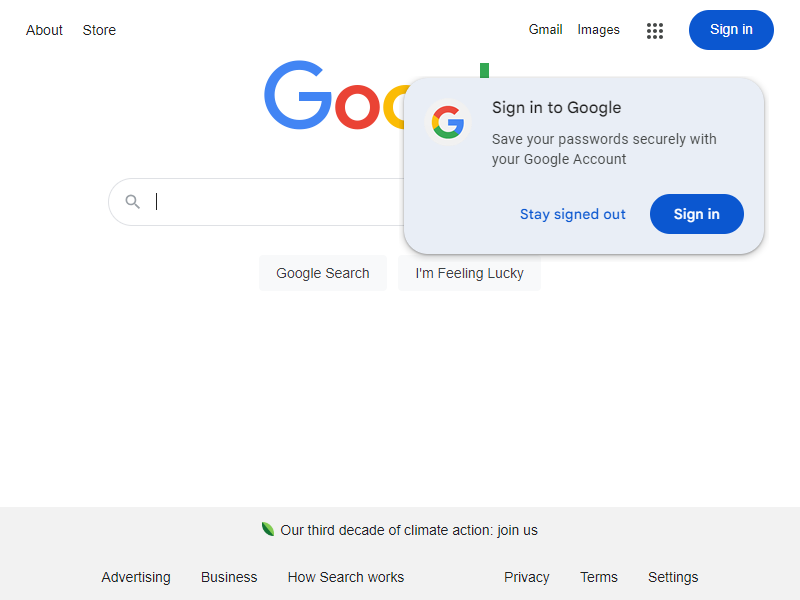 About Store Gmail Images Sign in
Goo
Sign in to Google
Save your passwords securely with
your Google Account
Stay signed out Sign in
Google Search I'm Feeling Lucky
Our third decade of climate action: join us
Advertising Business How Search works Privacy Terms Settings